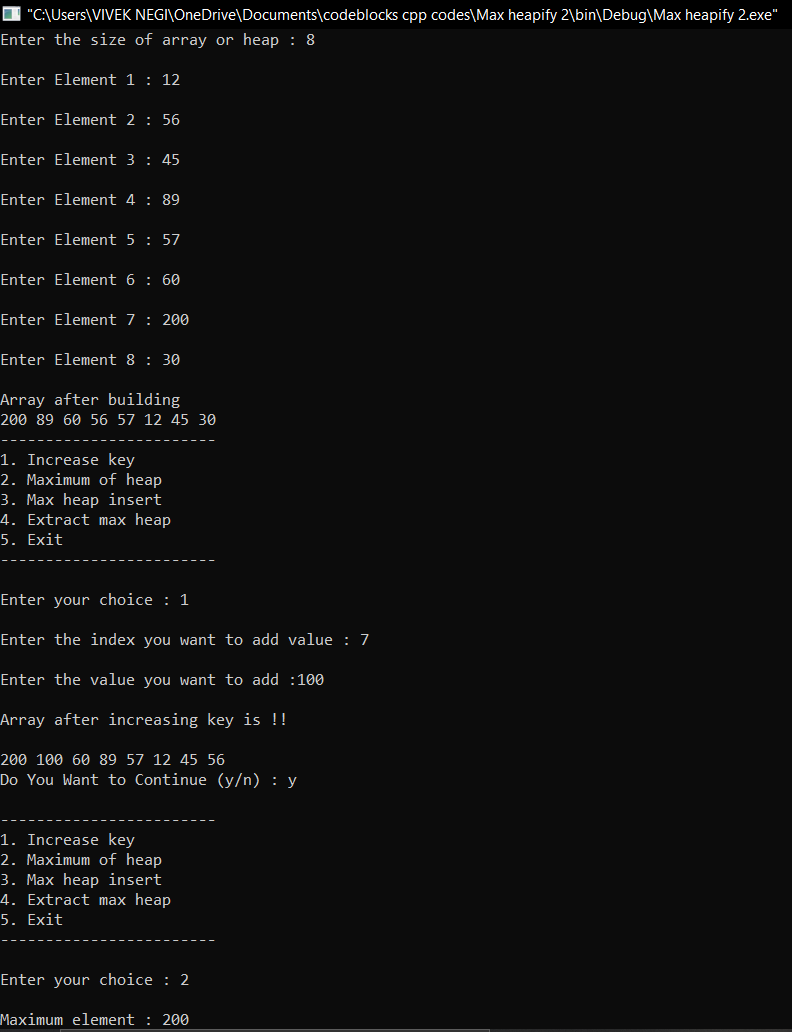 "C:\Users\VIVEK NEGI\OneDrive\Documents\codeblocks cpp codes\Max heapify 2\bin\Debug\Max heapify 2.exe"
Enter the size of array or heap : 8
Enter Element 1 : 12
Enter Element 2 : 56
Enter Element 3 : 45
Enter Element 4 : 89
Enter Element 5 : 57
Enter Element 6 : 60
Enter Element 7 : 200
Enter Element 8 : 30
Array after building
200 89 60 56 57 12 45 30
------------------------
1. Increase key
2. Maximum of heap
3. Max heap insert
4. Extract max heap
5. Exit
------------------------
Enter your choice : 1
Enter the index you want to add value : 7
Enter the value you want to add :100
Array after increasing key is !!
200 100 60 89 57 12 45 56
Do You Want to Continue (y/n) : y
------------------------
1. Increase key
2. Maximum of heap
3. Max heap insert
4. Extract max heap
5. Exit
------------------------
Enter your choice : 2
Maximum element : 200